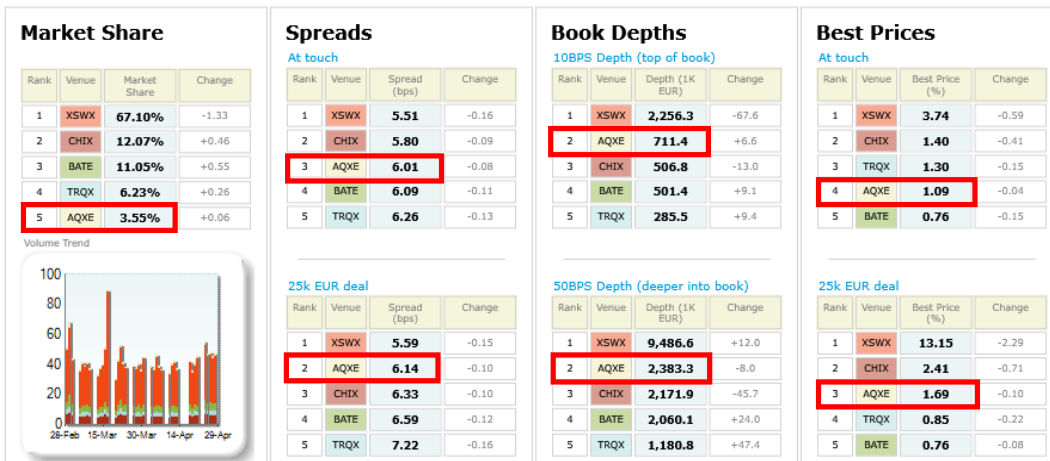 Market Share
Rank Venue Market Share Change
1 XSWX 67.10% -1.33
2 CHIX 12.07% +0.46
3 BATE 11.05% +0.55
4 TRQX 6.23% +0.26
5 AQXE 3.55% +0.06
Volume Trend
100
80
60
40
20
0
28-Feb 15-Mar 30-Mar 14-Apr 29-Apr
Spreads
At touch
Rank Venue Spread (bps) Change
1 XSWX 5.51 -0.16
2 CHIX 5.80 -0.09
3 AQXE 6.01 -0.08
4 BATE 6.09 -0.11
5 TRQX 6.26 -0.13
25k EUR deal
Rank Venue Spread (bps) Change
1 XSWX 5.59 -0.15
2 AQXE 6.14 -0.10
3 CHIX 6.33 -0.10
4 BATE 6.59 -0.12
5 TRQX 7.22 -0.16
Book Depths
10BPS Depth (top of book)
Rank Venue Depth (1K EUR) Change
1 XSWX 2,256.3 -67.6
2 AQXE 711.4 +6.6
3 CHIX 506.8 -13.0
4 BATE 501.4 +9.1
5 TRQX 285.5 +9.4
50BPS Depth (deeper into book)
Rank Venue Depth (1K EUR) Change
1 XSWX 9,486.6 +12.0
2 AQXE 2,383.3 -8.0
3 CHIX 2,171.9 -45.7
4 BATE 2,060.1 +24.0
5 TRQX 1,180.8 +47.4
Best Prices
At touch
Rank Venue Best Price (%) Change
1 XSWX 3.74 -0.59
2 CHIX 1.40 -0.41
3 TRQX 1.30 -0.15
4 AQXE 1.09 -0.04
5 BATE 0.76 -0.15
25k EUR deal
Rank Venue Best Price (%) Change
1 XSWX 13.15 -2.29
2 CHIX 2.41 -0.71
3 AQXE 1.69 -0.10
4 TRQX 0.85 -0.22
5 BATE 0.76 -0.08